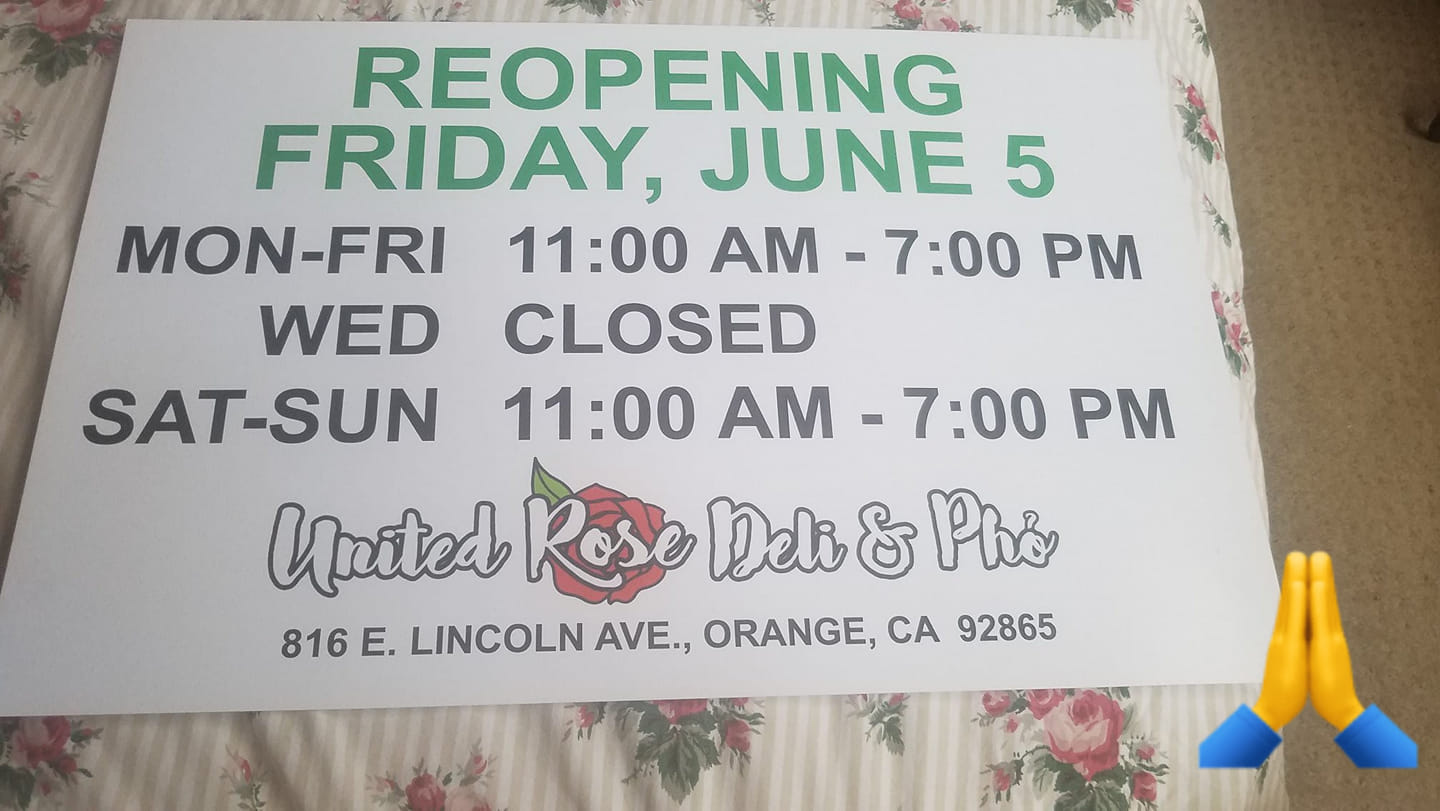 REOPENING
FRIDAY, JUNE 5
MON-FRI 11:00 AM - 7:00 PM
WED CLOSED
SAT-SUN 11:00 AM - 7:00 PM
United Rose Deli & Phở
816 E. LINCOLN AVE., ORANGE, CA 92865